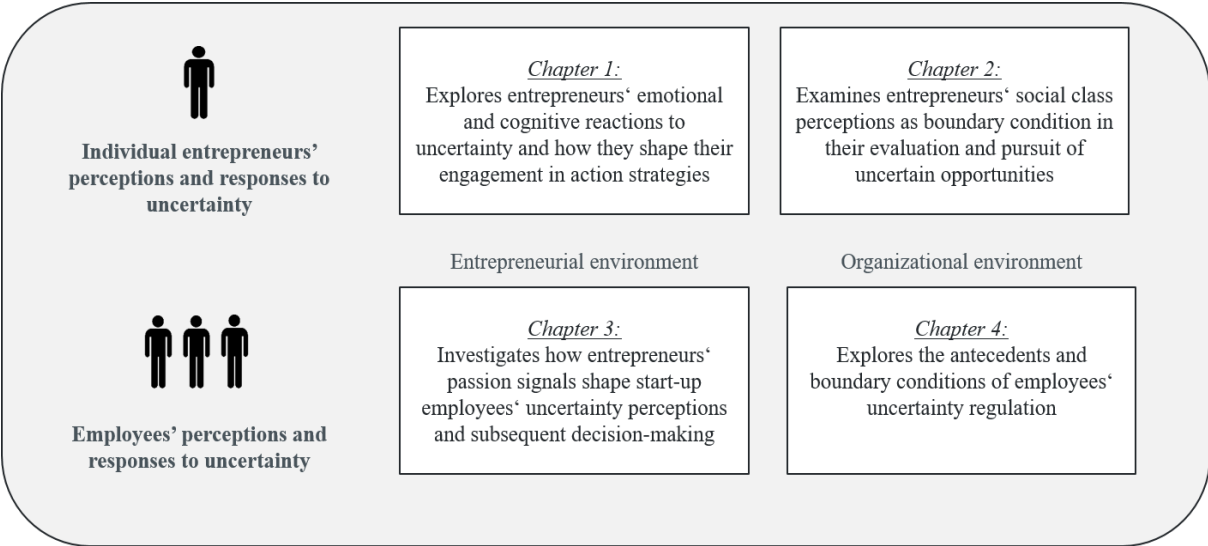 Individual entrepreneurs’
perceptions and responses to
uncertainty
Chapter 1:
Explores entrepreneurs‘ emotional
and cognitive reactions to
uncertainty and how they shape their
engagement in action strategies
Chapter 2:
Examines entrepreneurs‘ social class
perceptions as boundary condition in
their evaluation and pursuit of
uncertain opportunities
Entrepreneurial environment
Organizational environment
Employees’ perceptions and
responses to uncertainty
Chapter 3:
Investigates how entrepreneurs‘
passion signals shape start-up
employees‘ uncertainty perceptions
and subsequent decision-making
Chapter 4:
Explores the antecedents and
boundary conditions of employees‘
uncertainty regulation